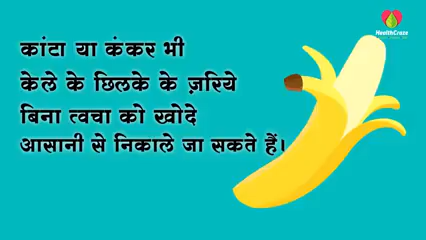 HealthCraze
कांटा या कंकर भी
केले के छिलके के ज़रिये
बिना त्वचा को खोदे
आसानी से निकाले जा सकते हैं।